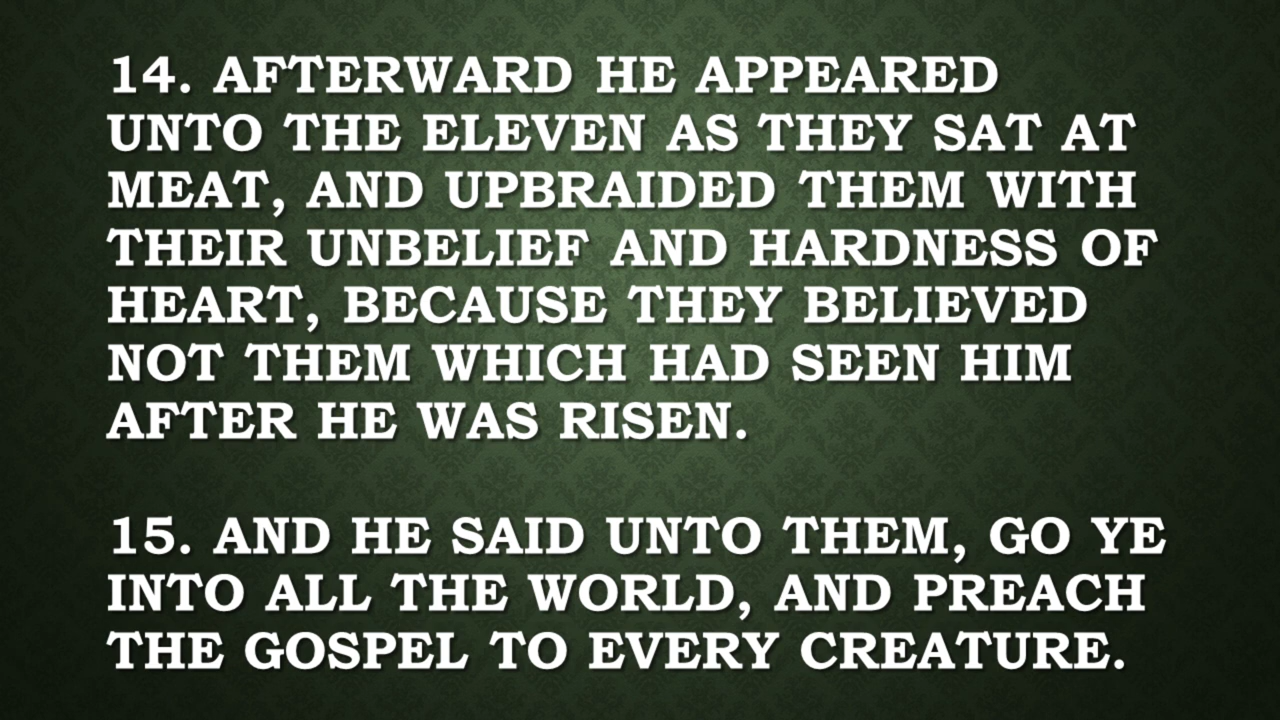 14. AFTERWARD HE APPEARED
UNTO THE ELEVEN AS THEY SAT AT
MEAT, AND UPBRAIDED THEM WITH
THEIR UNBELIEF AND HARDNESS OF
HEART, BECAUSE THEY BELIEVED
NOT THEM WHICH HAD SEEN HIM
AFTER HE WAS RISEN.
15. AND HE SAID UNTO THEM, GO YE
INTO ALL THE WORLD, AND PREACH
THE GOSPEL TO EVERY CREATURE.